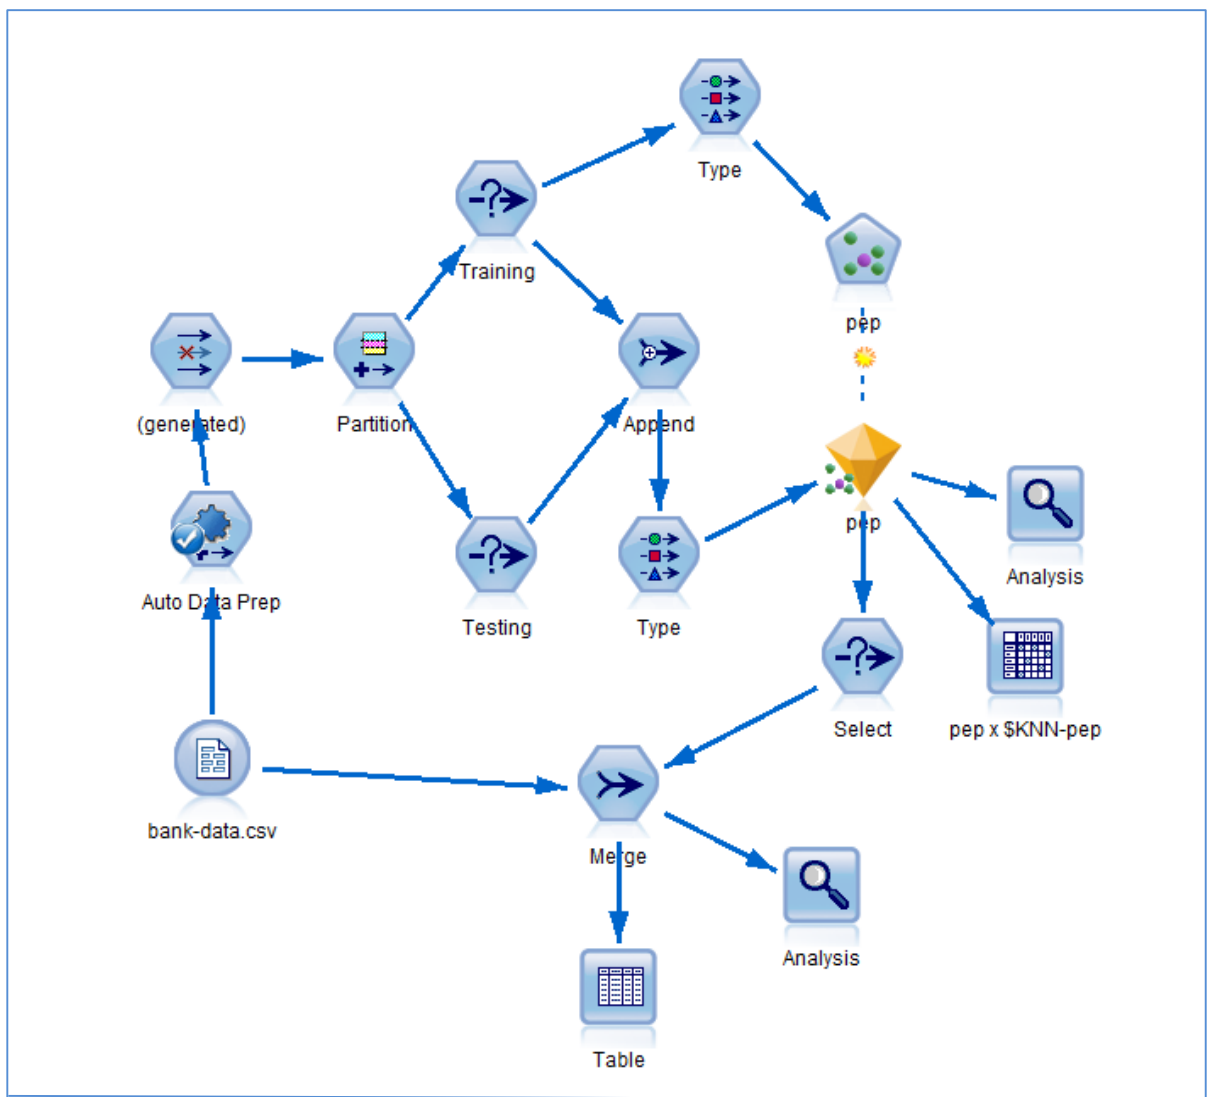 Type
Training
pep
(generated)
Partition
Append
pep
Analysis
Auto Data Prep
Testing
Type
Select
pep x $KNN-pep
bank-data.csv
Merge
Analysis
Table